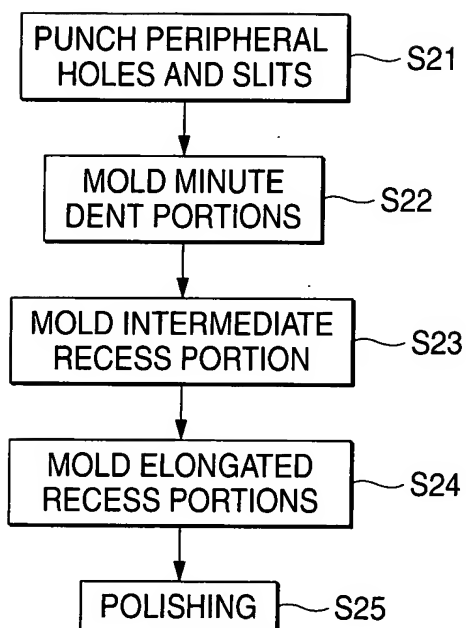 PUNCH PERIPHERAL
HOLES AND SLITS
S21
MOLD MINUTE
DENT PORTIONS
S22
MOLD INTERMEDIATE
RECESS PORTION
S23
MOLD ELONGATED
RECESS PORTIONS
S24
POLISHING
S25